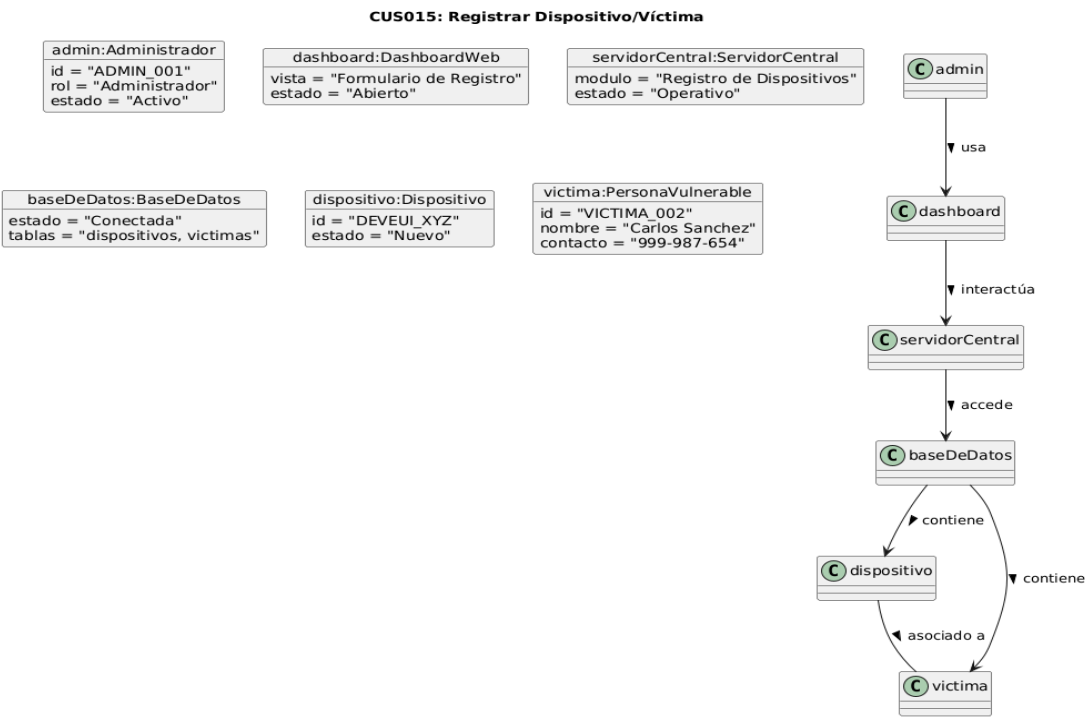 CUS015: Registrar Dispositivo/Víctima
admin:Administrador
id = "ADMIN_001"
rol = "Administrador"
estado = "Activo"
dashboard:DashboardWeb
vista = "Formulario de Registro"
estado = "Abierto"
servidorCentral:ServidorCentral
modulo = "Registro de Dispositivos"
estado = "Operativo"
C admin
usa
baseDeDatos:BaseDeDatos
estado = "Conectada"
tablas = "dispositivos, victimas"
dispositivo:Dispositivo
id = "DEVEUI_XYZ"
estado = "Nuevo"
victima:PersonaVulnerable
id = "VICTIMA_002"
nombre = "Carlos Sanchez"
contacto = "999-987-654"
C dashboard
interactúa
C servidorCentral
accede
C baseDeDatos
contiene
C dispositivo
contiene
asociado a
C victima